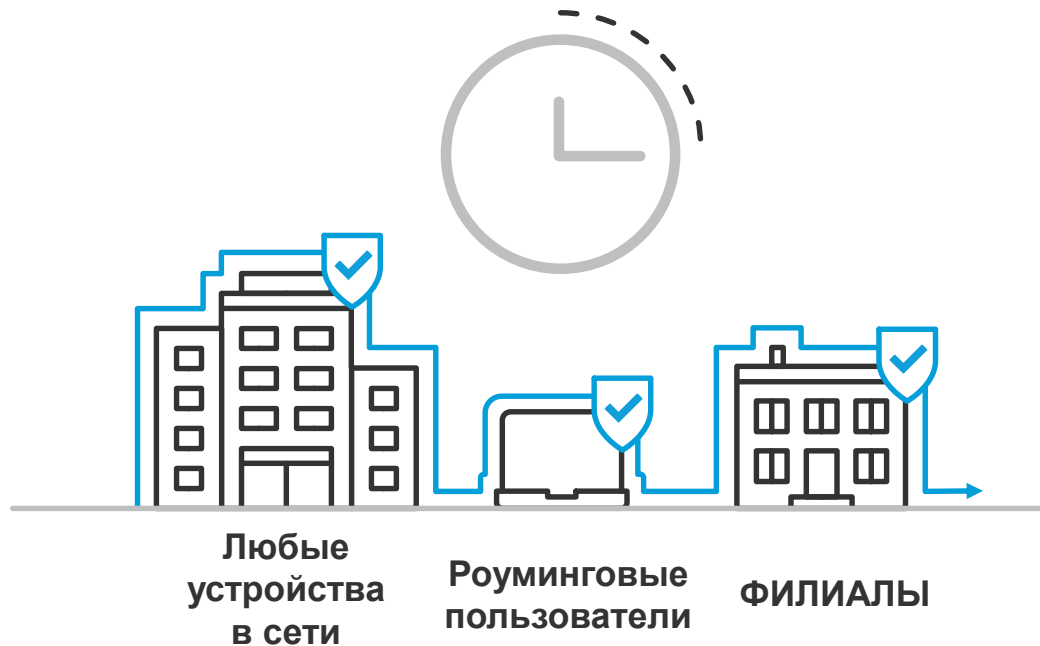 Любые
устройства
в сети
Роуминговые
пользователи
ФИЛИАЛЫ